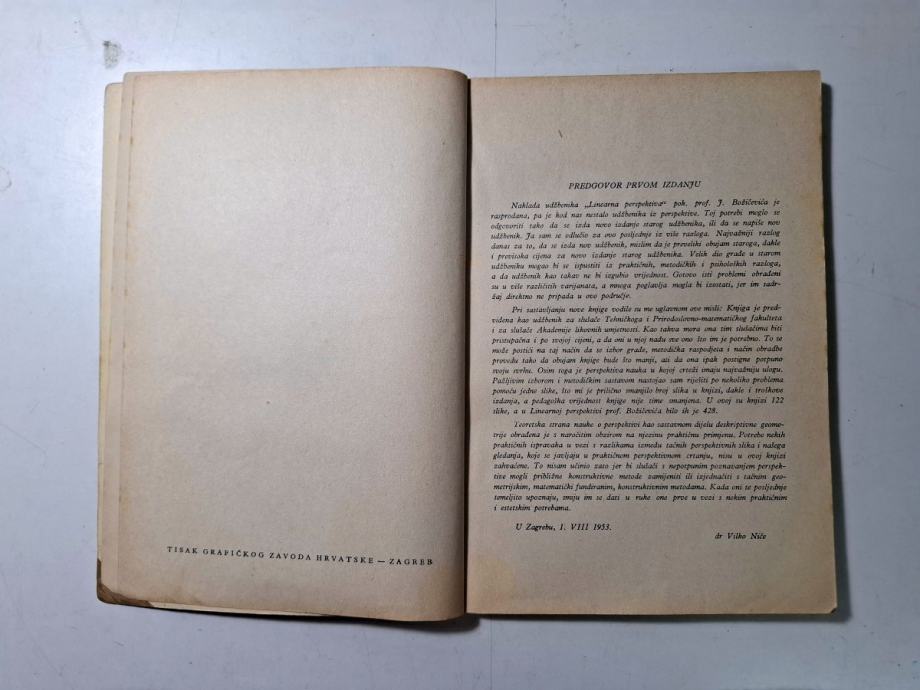 TISAK GRAFIČKOG ZAVODA HRVATSKE — ZAGREB
PREDGOVOR PRVOM IZDANJU
Naklada udžbenika „Linearna perspektiva“ pok. prof. J. Božičevića je
rasprodana, pa je kod nas nestalo udžbenika iz perspektive. Toj potrebi moglo se
odgovoriti tako da se izda novo izdanje starog udžbenika, ili da se napiše nov
udžbenik. Ja sam se odlučio za ovo posljednje iz više razloga. Najvažniji razlog
danas za to, da se izda nov udžbenik, mislim da je preveliki obujam staroga, dakle
i previsoka cijena za novo izdanje starog udžbenika. Velik dio građe u starom
udžbeniku mogao bi se ispustiti iz praktičnih, metodičkih i psiholoških razloga,
a da udžbenik kao takav ne bi izgubio vrijednost. Gotovo isti problemi obrađeni
su u više različitih varijanata, a mnoga poglavlja mogla bi izostati, jer im sadr-
žaj direktno ne pripada u ovo područje.
Pri sastavljanju nove knjige vodile su me uglavnom ove misli: Knjiga je pred-
viđena kao udžbenik za slušače Tehničkoga i Prirodoslovno-matematičkog fakulteta
i za slušače Akademije likovnih umjetnosti. Kao takva mora ona tim slušačima biti
pristupačna i po svojoj cijeni, a da oni u njoj nađu sve ono što im je potrebno. To se
može postići na taj način da se izbor građe, metodička raspodjela i način obradbe
provedu tako da obujam knjige bude što manji, ali da ona ipak postigne potpuno
svoju svrhu. Osim toga je perspektiva nauka u kojoj crteži imaju najvažniju ulogu.
Pažljivim izborom i metodičkim sastavom nastojao sam riješiti po nekoliko problema
pomoću jedne slike, što mi je prilično smanjilo broj slika u knjizi, dakle i troškove
izdanja, a pedagoška vrijednost knjige nije time smanjena. U ovoj su knjizi 122
slike, a u Linearnoj perspektivi prof. Božičevića bilo ih je 428.
Teoretska strana nauke o perspektivi kao sastavnom dijelu deskriptivne geome-
trije obrađena je s naročitim obzirom na njezinu praktičnu primjenu. Potrebe nekih
praktičnih ispravaka u vezi s razlikama između tačnih perspektivnih slika i našega
gledanja, koje se javljaju u praktičnom perspektivnom crtanju, nisu u ovoj knjizi
zahvaćene. To nisam učinio zato jer bi slušači s nepotpunim poznavanjem perspek-
tive mogli približne konstruktivne metode zamijeniti ili izjednačiti s tačnim geo-
metrijskim, matematički fundiranim, konstruktivnim metodama. Kada oni te posljednje
temeljito upoznaju, smiju im se dati u ruke one prve u vezi s nekim praktičnim
i estetskim potrebama.
U Zagrebu, 1. VIII 1953.
dr Vilko Niče